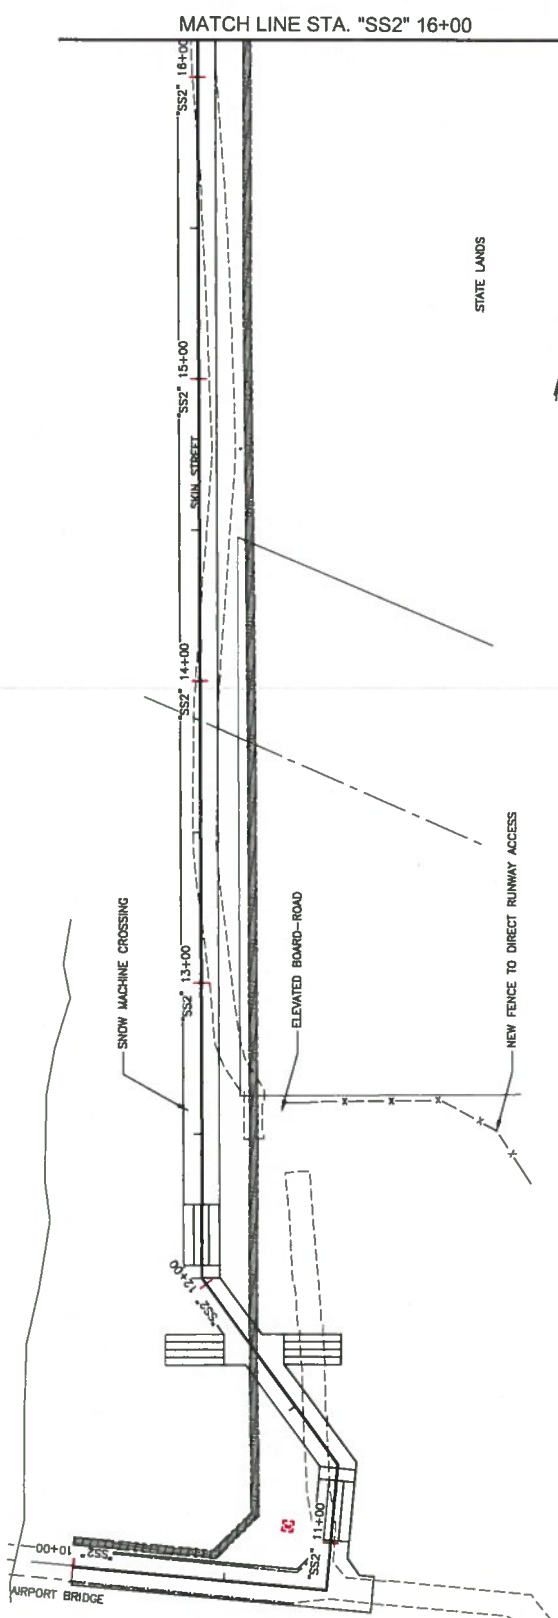 MATCH LINE STA. "SS2" 16+00
"SS2" 16+00
STATE LANDS
"SS2" 15+00
SKIN STREET
"SS2" 14+00
SNOW MACHINE CROSSING
"SS2" 13+00
ELEVATED BOARD-ROAD
NEW FENCE TO DIRECT RUNWAY ACCESS
x x x x x
"SS2" 12+00
"SS2" 11+00
"SS2" 10+00
AIRPORT BRIDGE